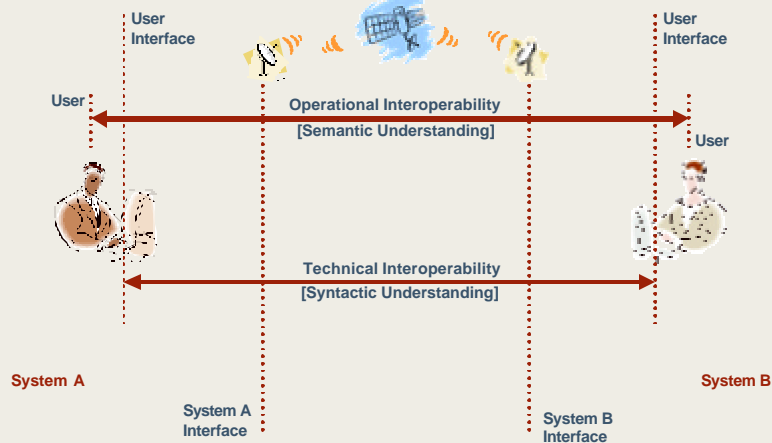 User
Interface
User
Interface
User
Operational Interoperability
[Semantic Understanding]
User
Technical Interoperability
[Syntactic Understanding]
System A
System B
System A
Interface
System B
Interface